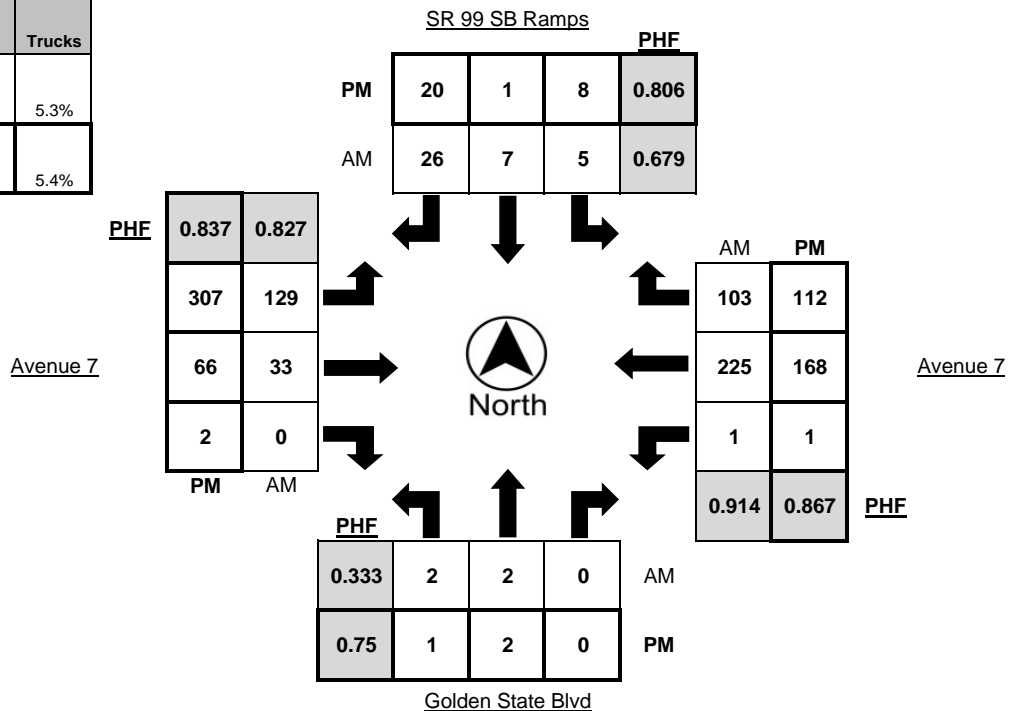 SR 99 SB Ramps
Trucks
5.3%
5.4%
PHF
PM 20 1 8 0.806
AM 26 7 5 0.679
PHF 0.837 0.827
307 129
66 33
2 0
PM AM
Avenue 7
North
AM PM
103 112
225 168
1 1
0.914 0.867 PHF
Avenue 7
PHF
0.333 2 2 0 AM
0.75 1 2 0 PM
Golden State Blvd